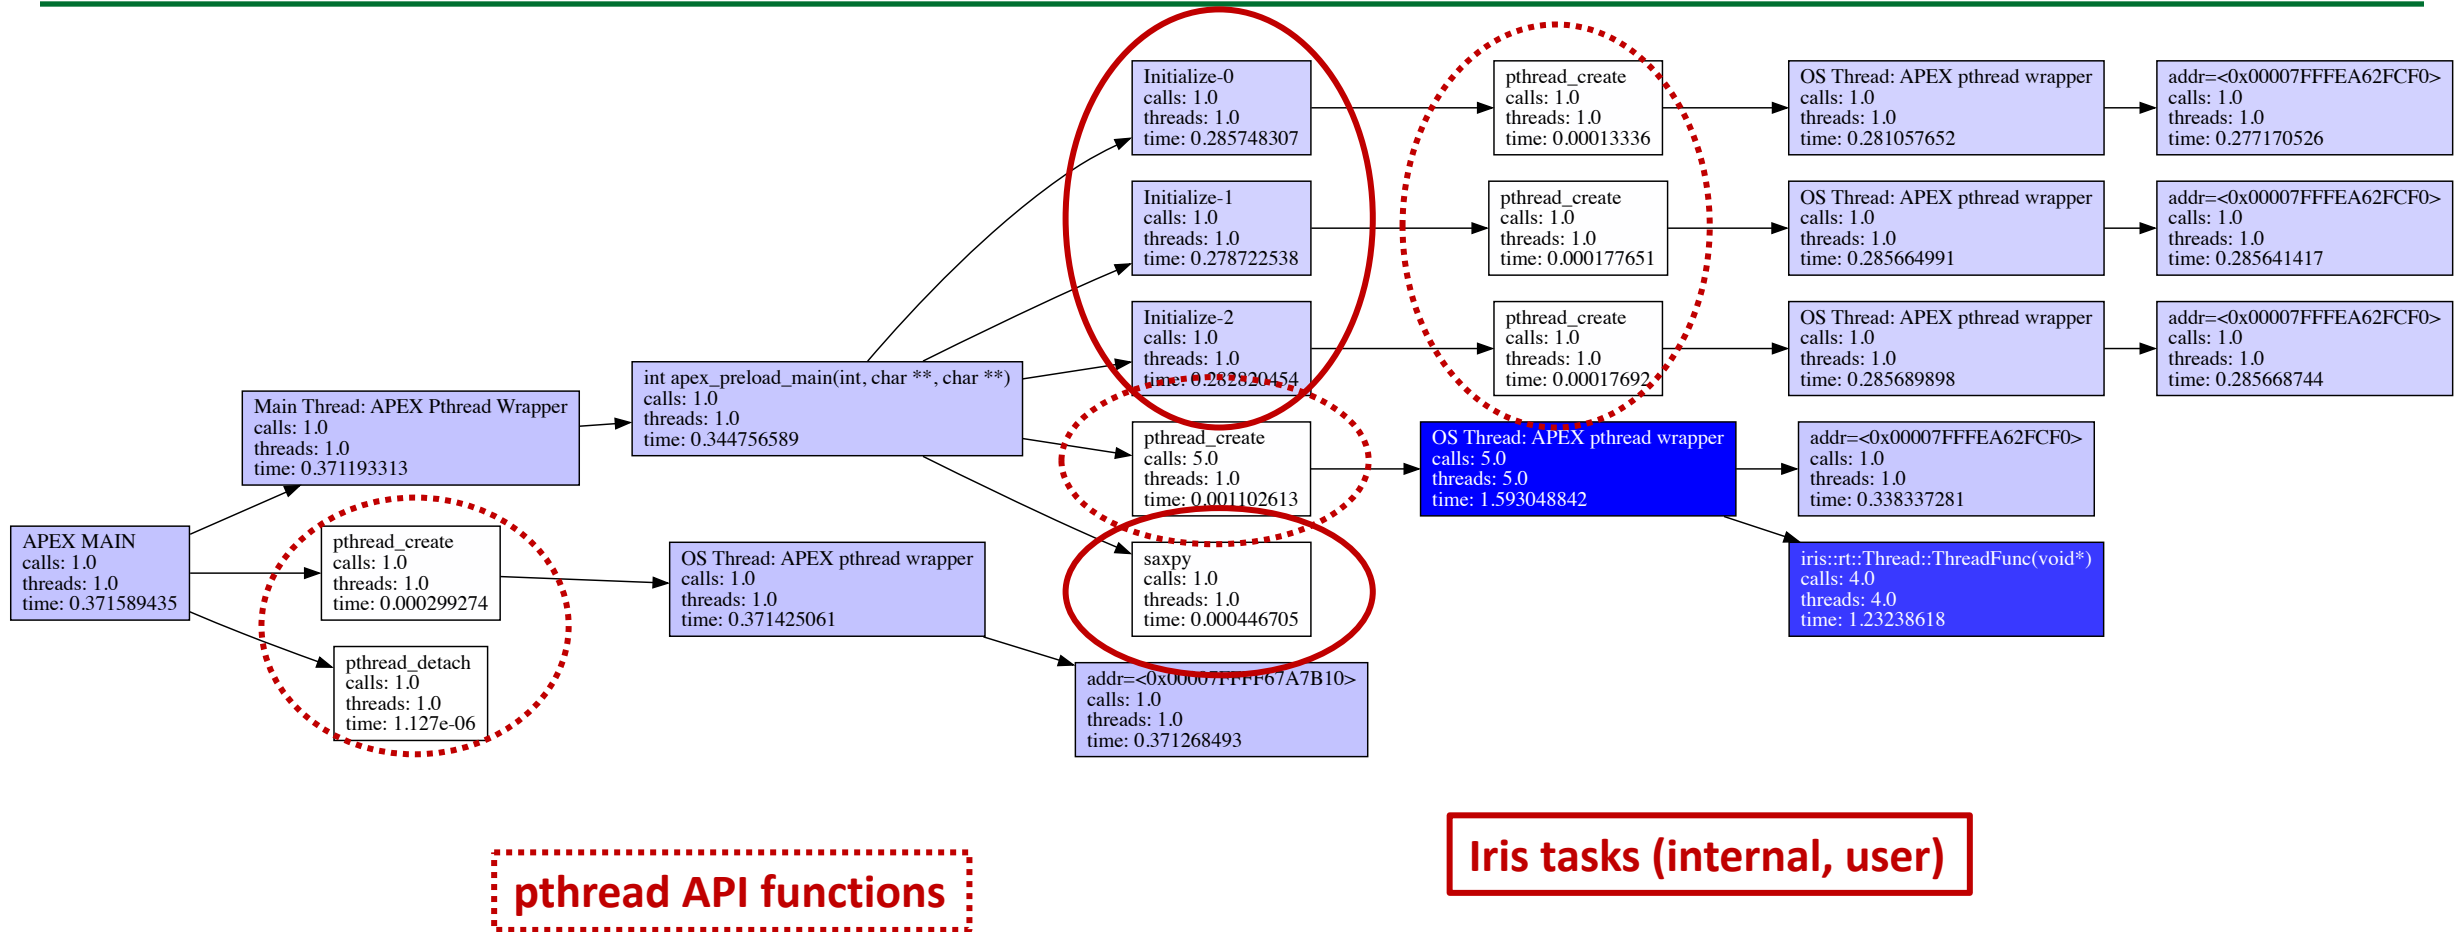 Initialize-0
calls: 1.0
threads: 1.0
time: 0.285748307
pthread_create
calls: 1.0
threads: 1.0
time: 0.00013336
OS Thread: APEX pthread wrapper
calls: 1.0
threads: 1.0
time: 0.281057652
addr=<0x00007FFFEA62FCF0>
calls: 1.0
threads: 1.0
time: 0.277170526
Initialize-1
calls: 1.0
threads: 1.0
time: 0.278722538
pthread_create
calls: 1.0
threads: 1.0
time: 0.000177651
OS Thread: APEX pthread wrapper
calls: 1.0
threads: 1.0
time: 0.285664991
addr=<0x00007FFFEA62FCF0>
calls: 1.0
threads: 1.0
time: 0.285641417
Initialize-2
calls: 1.0
threads: 1.0
time: 0.282820454
pthread_create
calls: 1.0
threads: 1.0
time: 0.00017692
OS Thread: APEX pthread wrapper
calls: 1.0
threads: 1.0
time: 0.285689898
addr=<0x00007FFFEA62FCF0>
calls: 1.0
threads: 1.0
time: 0.285668744
int apex_preload_main(int, char **, char **)
calls: 1.0
threads: 1.0
time: 0.344756589
Main Thread: APEX Pthread Wrapper
calls: 1.0
threads: 1.0
time: 0.371193313
pthread_create
calls: 5.0
threads: 1.0
time: 0.001102613
OS Thread: APEX pthread wrapper
calls: 5.0
threads: 5.0
time: 1.593048842
addr=<0x00007FFFEA62FCF0>
calls: 1.0
threads: 1.0
time: 0.338337281
APEX MAIN
calls: 1.0
threads: 1.0
time: 0.371589435
pthread_create
calls: 1.0
threads: 1.0
time: 0.000299274
OS Thread: APEX pthread wrapper
calls: 1.0
threads: 1.0
time: 0.371425061
saxpy
calls: 1.0
threads: 1.0
time: 0.000446705
iris::rt::Thread::ThreadFunc(void*)
calls: 4.0
threads: 4.0
time: 1.23238618
pthread_detach
calls: 1.0
threads: 1.0
time: 1.127e-06
addr=<0x00007FFFF67A7B10>
calls: 1.0
threads: 1.0
time: 0.371268493
Iris tasks (internal, user)
pthread API functions